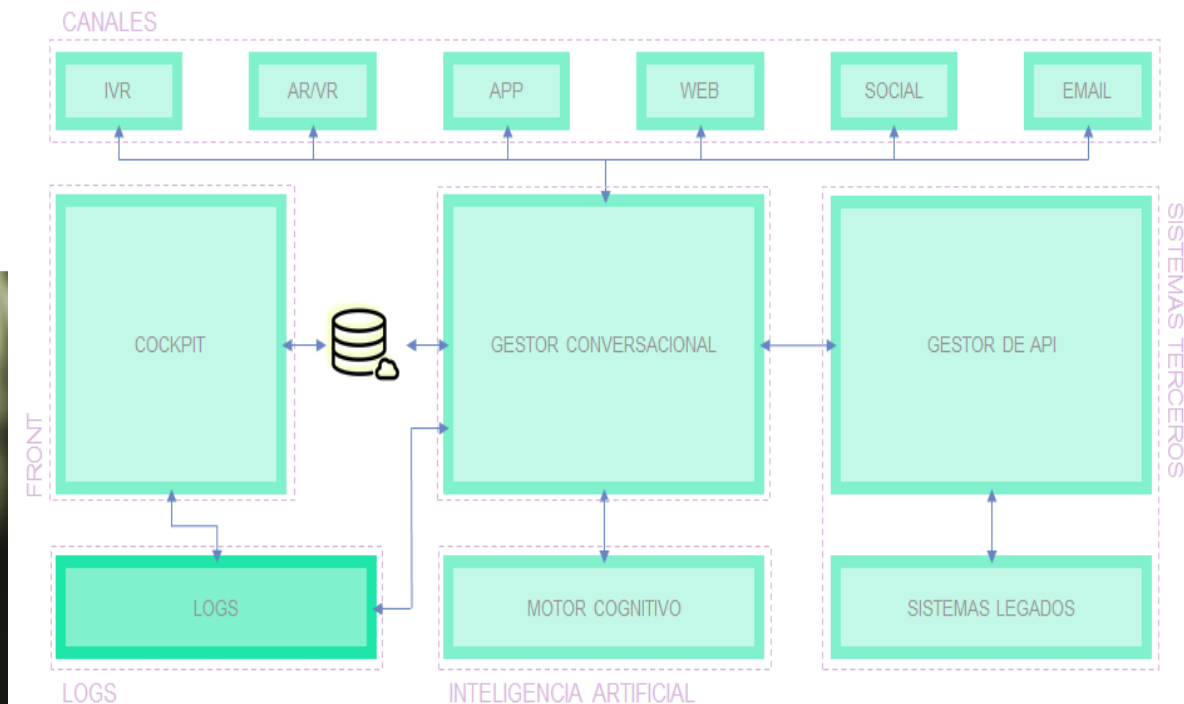 CANALES
IVR
AR/VR
APP
WEB
SOCIAL
EMAIL
FRONT
COCKPIT
GESTOR CONVERSACIONAL
GESTOR DE API
SISTEMAS TERCEROS
LOGS
MOTOR COGNITIVO
SISTEMAS LEGADOS
LOGS
INTELIGENCIA ARTIFICIAL